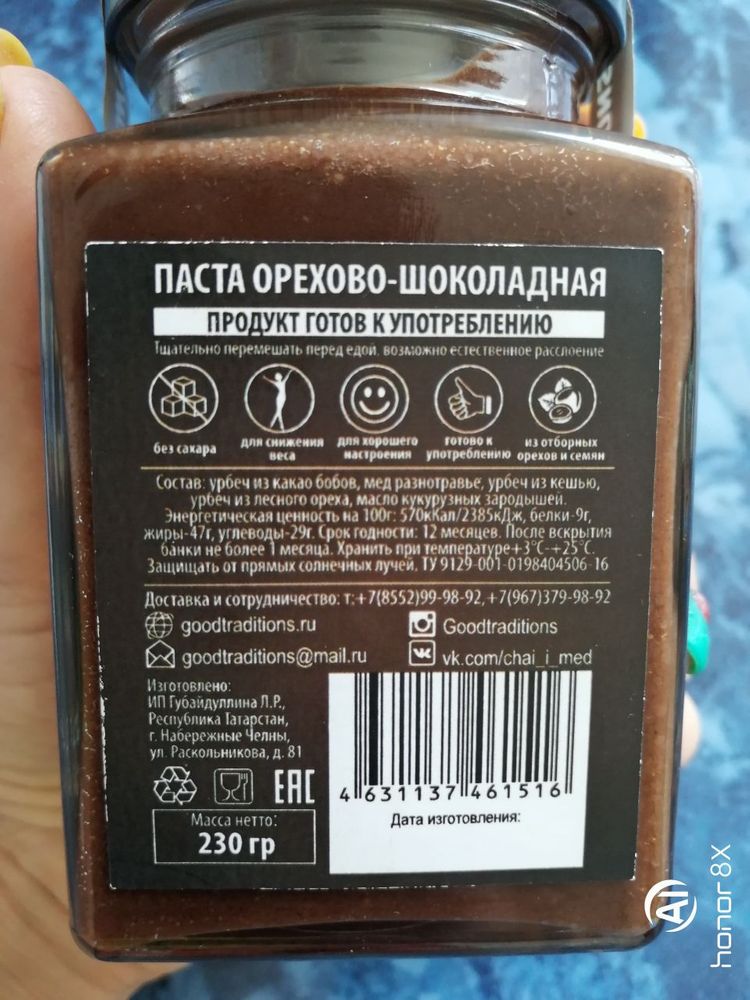 ПАСТА ОРЕХОВО-ШОКОЛАДНАЯ
ПРОДУКТ ГОТОВ К УПОТРЕБЛЕНИЮ
Тщательно перемешать перед едой, возможно естественное расслоение
без сахара
для снижения
веса
для хорошего
настроения
готово к
употреблению
из отборных
орехов и семян
Состав: урбеч из какао бобов, мед разнотравье, урбеч из кешью,
урбеч из лесного ореха, масло кукурузных зародышей.
Энергетическая ценность на 100г: 570кКал/2385кДж, белки-9г,
жиры-47г, углеводы-29г. Срок годности: 12 месяцев. После вскрытия
банки не более 1 месяца. Хранить при температуре+3°С-+25°С.
Защищать от прямых солнечных лучей. ТУ 9129-001-0198404506-16
Доставка и сотрудничество: т:+7(8552)99-98-92,+7(967)379-98-92
goodtraditions.ru
Goodtraditions
goodtraditions@mail.ru
vk.com/chai_i_med
Изготовлено:
ИП Губайдуллина Л.Р.,
Республика Татарстан,
г. Набережные Челны,
ул. Раскольникова, д. 81
ЕАС
Масса нетто:
230 гр
4 631137 461516
Дата изготовления:
AI
honor 8X